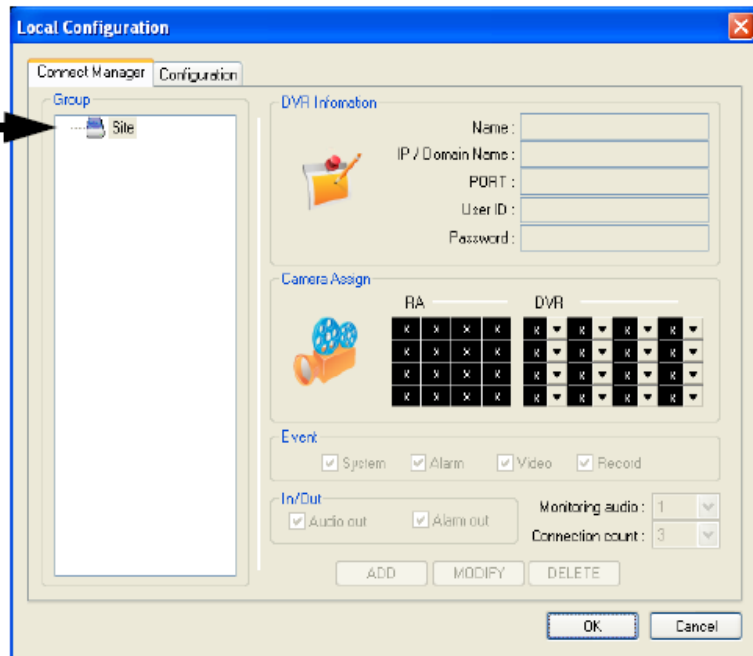 Local Configuration
Connect Manager Configuration
Group
Site
DVR Infomation
Name :
IP / Domain Name :
PORT :
User ID :
Password :
Camera Assign
RA DVR
x x x x x x x x
x x x x x x x x
x x x x x x x x
x x x x x x x x
Event
System Alarm Video Record
In/Out
Audio out Alarm out
Monitoring audio : 1
Connection count : 3
ADD MODIFY DELETE
OK Cancel